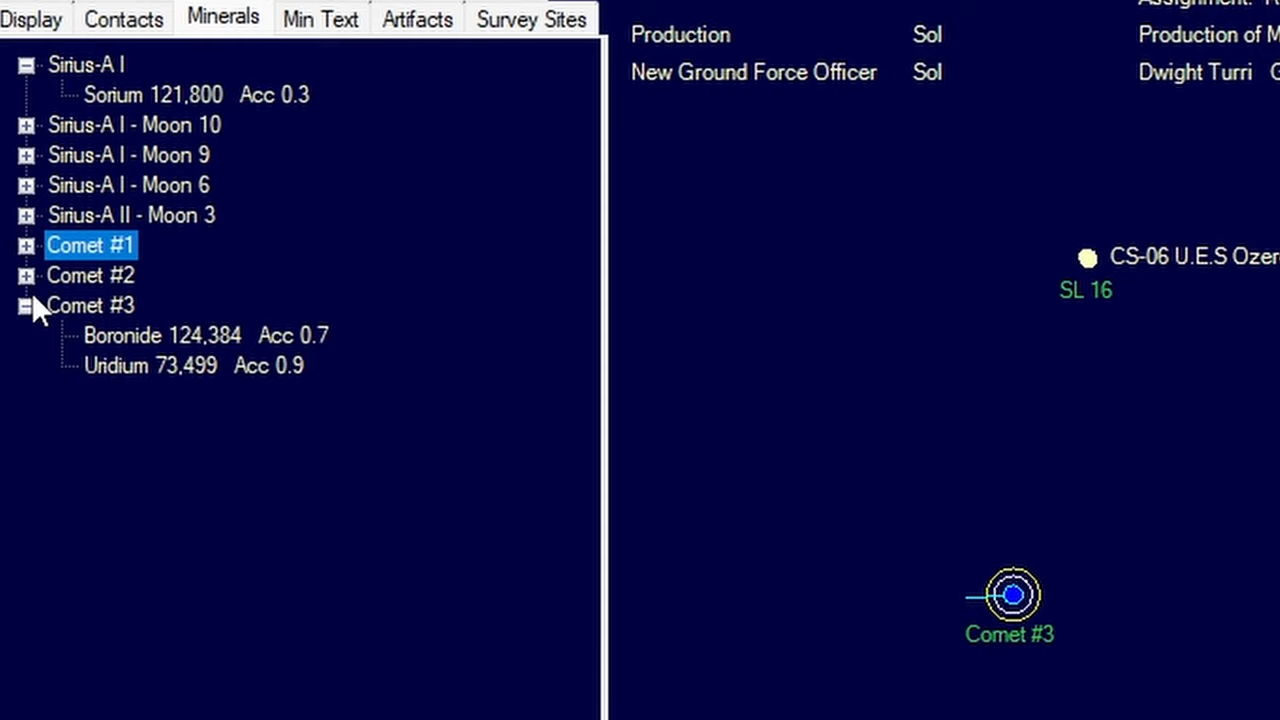 Display Contacts Minerals Min Text Artifacts Survey Sites
Sirius-A I
Sorium 121,800 Acc 0.3
Sirius-A I - Moon 10
Sirius-A I - Moon 9
Sirius-A I - Moon 6
Sirius-A II - Moon 3
Comet #1
Comet #2
Comet #3
Boronide 124,384 Acc 0.7
Uridium 73,499 Acc 0.9
Assignment:
Production Sol Production of M
New Ground Force Officer Sol Dwight Turri
CS-06 U.E.S Ozer
SL 16
Comet #3